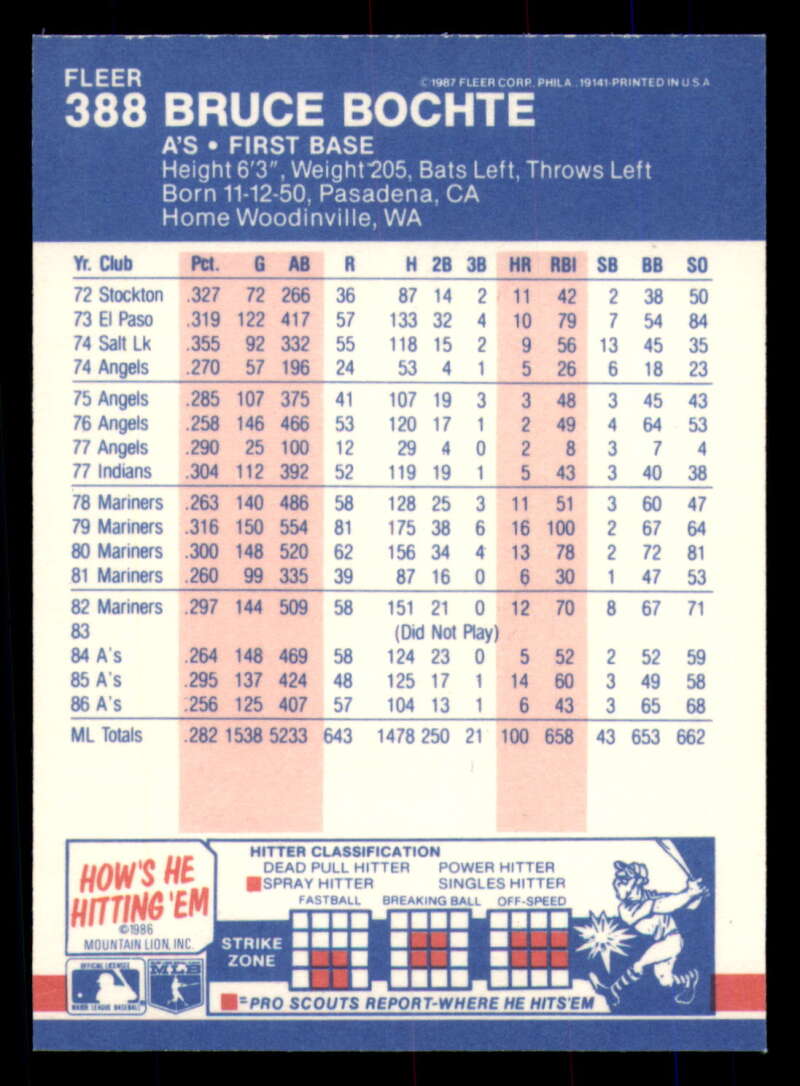 FLEER
©1987 FLEER CORP. PHILA., 19141-PRINTED IN U.S.A.
388 BRUCE BOCHTE
A'S • FIRST BASE
Height 6'3", Weight 205, Bats Left, Throws Left
Born 11-12-50, Pasadena, CA
Home Woodinville, WA
Yr. Club Pct. G AB R H 2B 3B HR RBI SB BB SO
72 Stockton .327 72 266 36 87 14 2 11 42 2 38 50
73 El Paso .319 122 417 57 133 32 4 10 79 7 54 84
74 Salt Lk .355 92 332 55 118 15 2 9 56 13 45 35
74 Angels .270 57 196 24 53 4 1 5 26 6 18 23
75 Angels .285 107 375 41 107 19 3 3 48 3 45 43
76 Angels .258 146 466 53 120 17 1 2 49 4 64 53
77 Angels .290 25 100 12 29 4 0 2 8 3 7 4
77 Indians .304 112 392 52 119 19 1 5 43 3 40 38
78 Mariners .263 140 486 58 128 25 3 11 51 3 60 47
79 Mariners .316 150 554 81 175 38 6 16 100 2 67 64
80 Mariners .300 148 520 62 156 34 4 13 78 2 72 81
81 Mariners .260 99 335 39 87 16 0 6 30 1 47 53
82 Mariners .297 144 509 58 151 21 0 12 70 8 67 71
83 (Did Not Play)
84 A's .264 148 469 58 124 23 0 5 52 2 52 59
85 A's .295 137 424 48 125 17 1 14 60 3 49 58
86 A's .256 125 407 57 104 13 1 6 43 3 65 68
ML Totals .282 1538 5233 643 1478 250 21 100 658 43 653 662
HOW'S HE
HITTING 'EM
©1986
MOUNTAIN LION, INC.
HITTER CLASSIFICATION
DEAD PULL HITTER POWER HITTER
SPRAY HITTER SINGLES HITTER
FASTBALL BREAKING BALL OFF-SPEED
STRIKE
ZONE
=PRO SCOUTS REPORT-WHERE HE HITS'EM
OFFICIAL LICENSEE
MAJOR LEAGUE BASEBALL
MLB